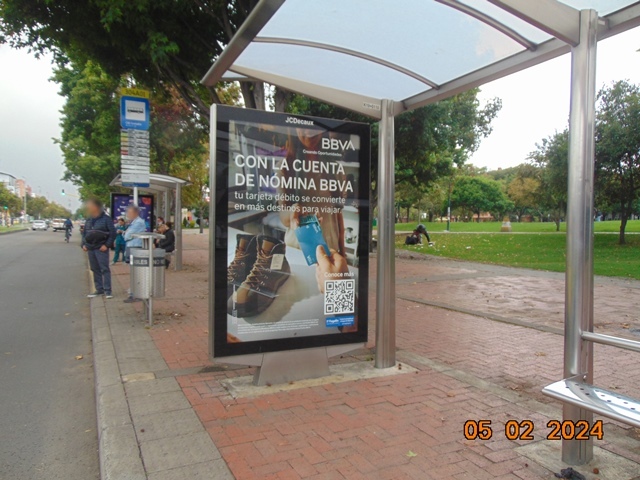 JCDecaux
BBVA
Creando Oportunidades
CON LA CUENTA
DE NÓMINA BBVA
tu tarjeta débito se convierte
en más destinos para viajar.
Conoce más
05 02 2024